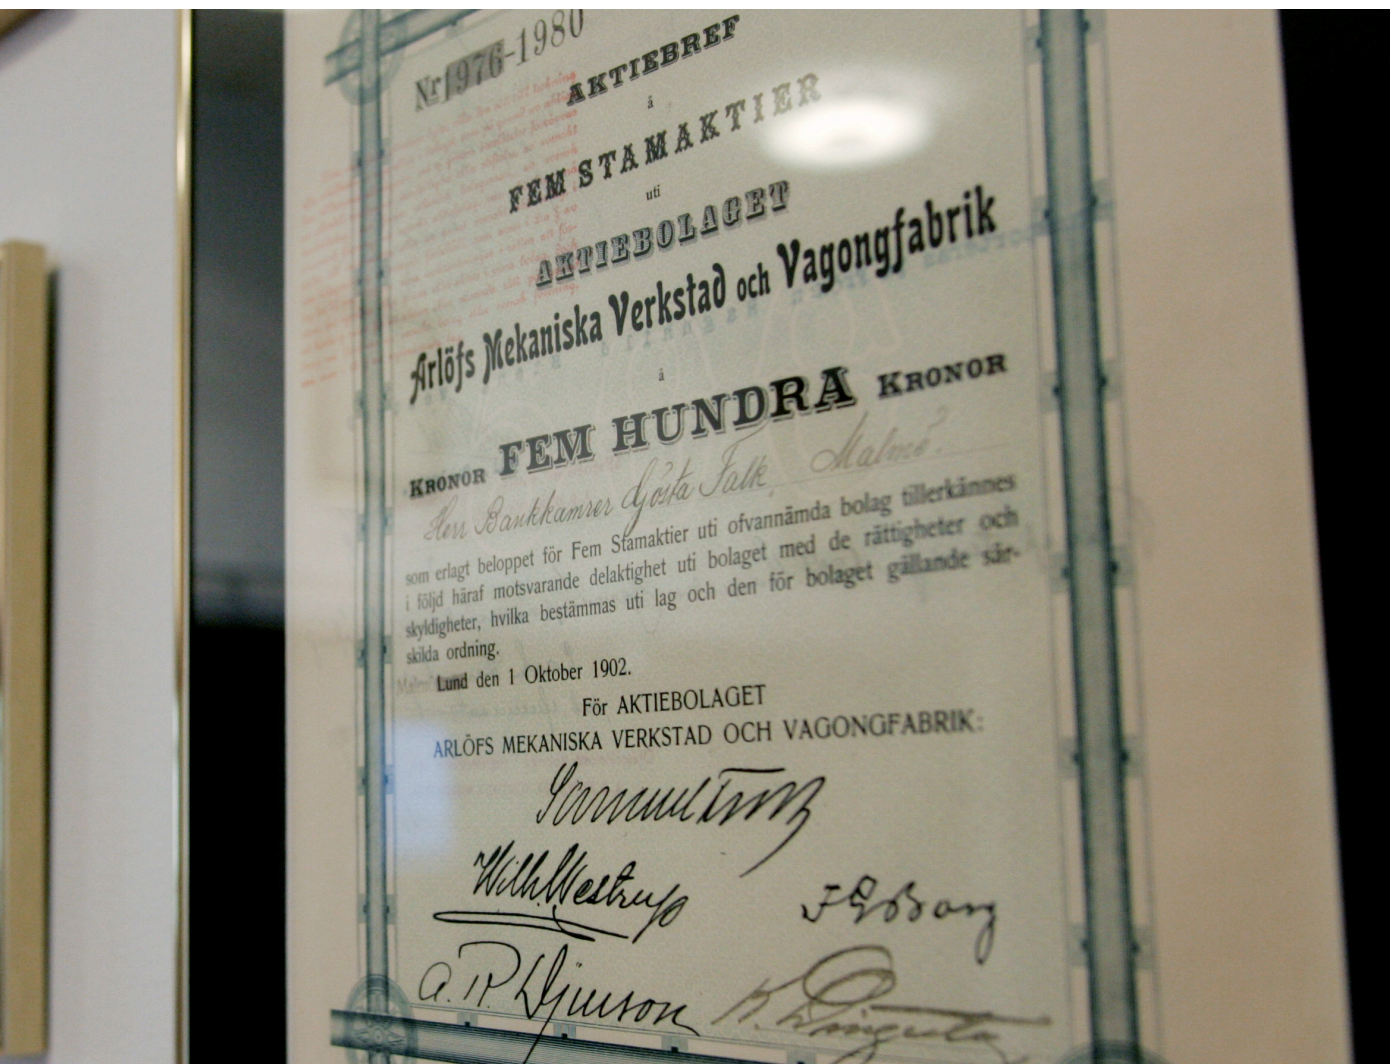 Nr 1976-1980
AKTIEBREF
à
FEM STAMAKTIER
uti
AKTIEBOLAGET
Arlöfs Mekaniska Verkstad och Vagongfabrik
à
KRONOR FEM HUNDRA KRONOR
Herr Bankkamrer Gösta Falk, Malmö.
som erlagt beloppet för Fem Stamaktier uti ofvannämda bolag tillerkännes
i följd häraf motsvarande delaktighet uti bolaget med de rättigheter och
skyldigheter, hvilka bestämmas uti lag och den för bolaget gällande sär-
skilda ordning.
Lund den 1 Oktober 1902.
För AKTIEBOLAGET
ARLÖFS MEKANISKA VERKSTAD OCH VAGONGFABRIK:
Wilh. Westrup